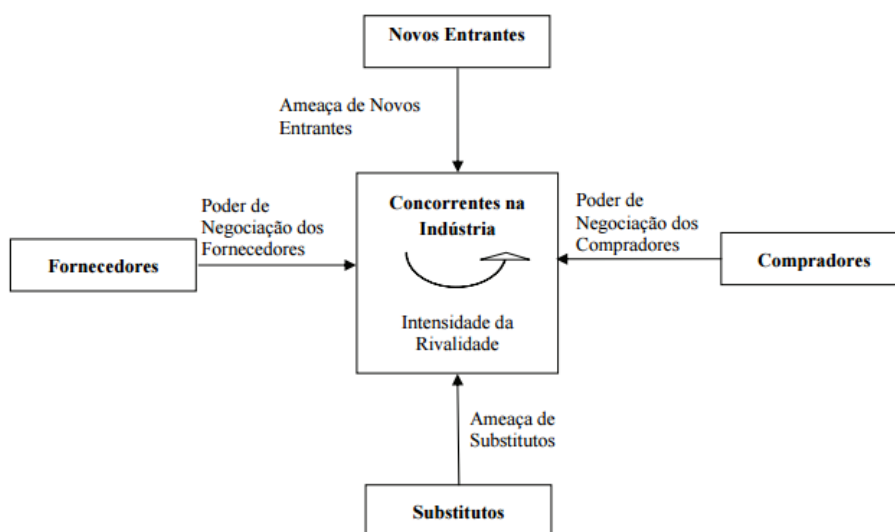 Novos Entrantes
Ameaça de Novos
Entrantes
Concorrentes na
Indústria
Poder de
Negociação dos
Fornecedores
Poder de
Negociação dos
Compradores
Fornecedores
Compradores
Intensidade da
Rivalidade
Ameaça de
Substitutos
Substitutos